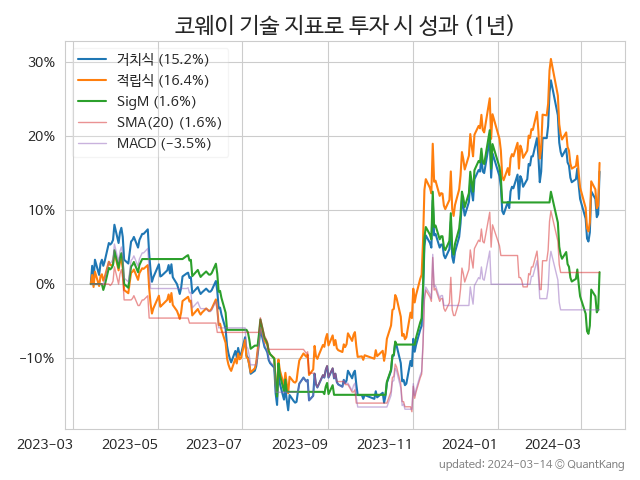 코웨이 기술 지표로 투자 시 성과 (1년)
거치식 (15.2%)
적립식 (16.4%)
SigM (1.6%)
SMA(20) (1.6%)
MACD (−3.5%)
30%
20%
10%
0%
−10%
2023-03 2023-05 2023-07 2023-09 2023-11 2024-01 2024-03
updated: 2024-03-14 ⓒ QuantKang